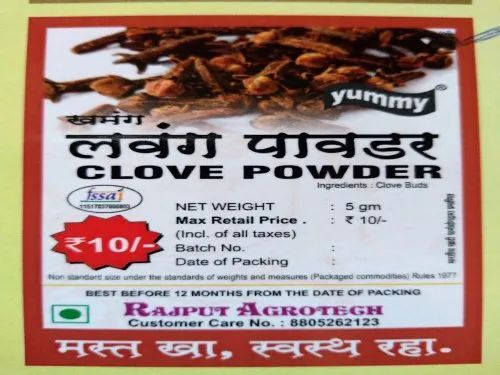 yummy®
खमंग
लवंग पावडर
CLOVE POWDER
Ingredients : Clove Buds
fssai
NET WEIGHT : 5 gm
Max Retail Price . : ₹ 10/-
(Incl. of all taxes)
Batch No. :
Date of Packing :
₹10/-
Non standard size under the standards of weights and measures (Packaged commodities) Rules 1977
BEST BEFORE 12 MONTHS FROM THE DATE OF PACKING
RAJPUT AGROTECH
Customer Care No. : 8805262123
मस्त खा, स्वस्थ रहा.